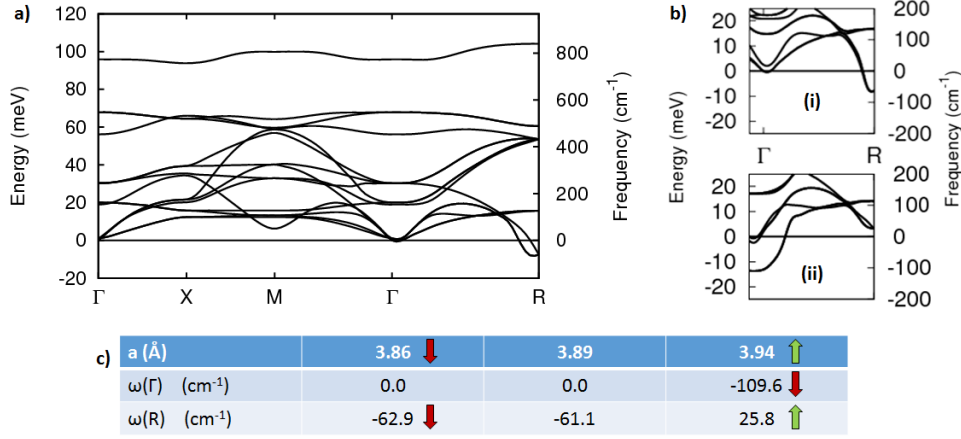 a)
120
100
80
60
40
20
0
-20
Energy (meV)
800
600
400
200
0
Frequency (cm-1)
Γ X M Γ R
b)
20
10
0
-10
-20
Energy (meV)
200
100
0
-100
-200
Frequency (cm-1)
(i)
Γ R
20
10
0
-10
-20
200
100
0
-100
-200
(ii)
c)
a (Å) 3.86 3.89 3.94
ω(Γ) (cm-1) 0.0 0.0 -109.6
ω(R) (cm-1) -62.9 -61.1 25.8